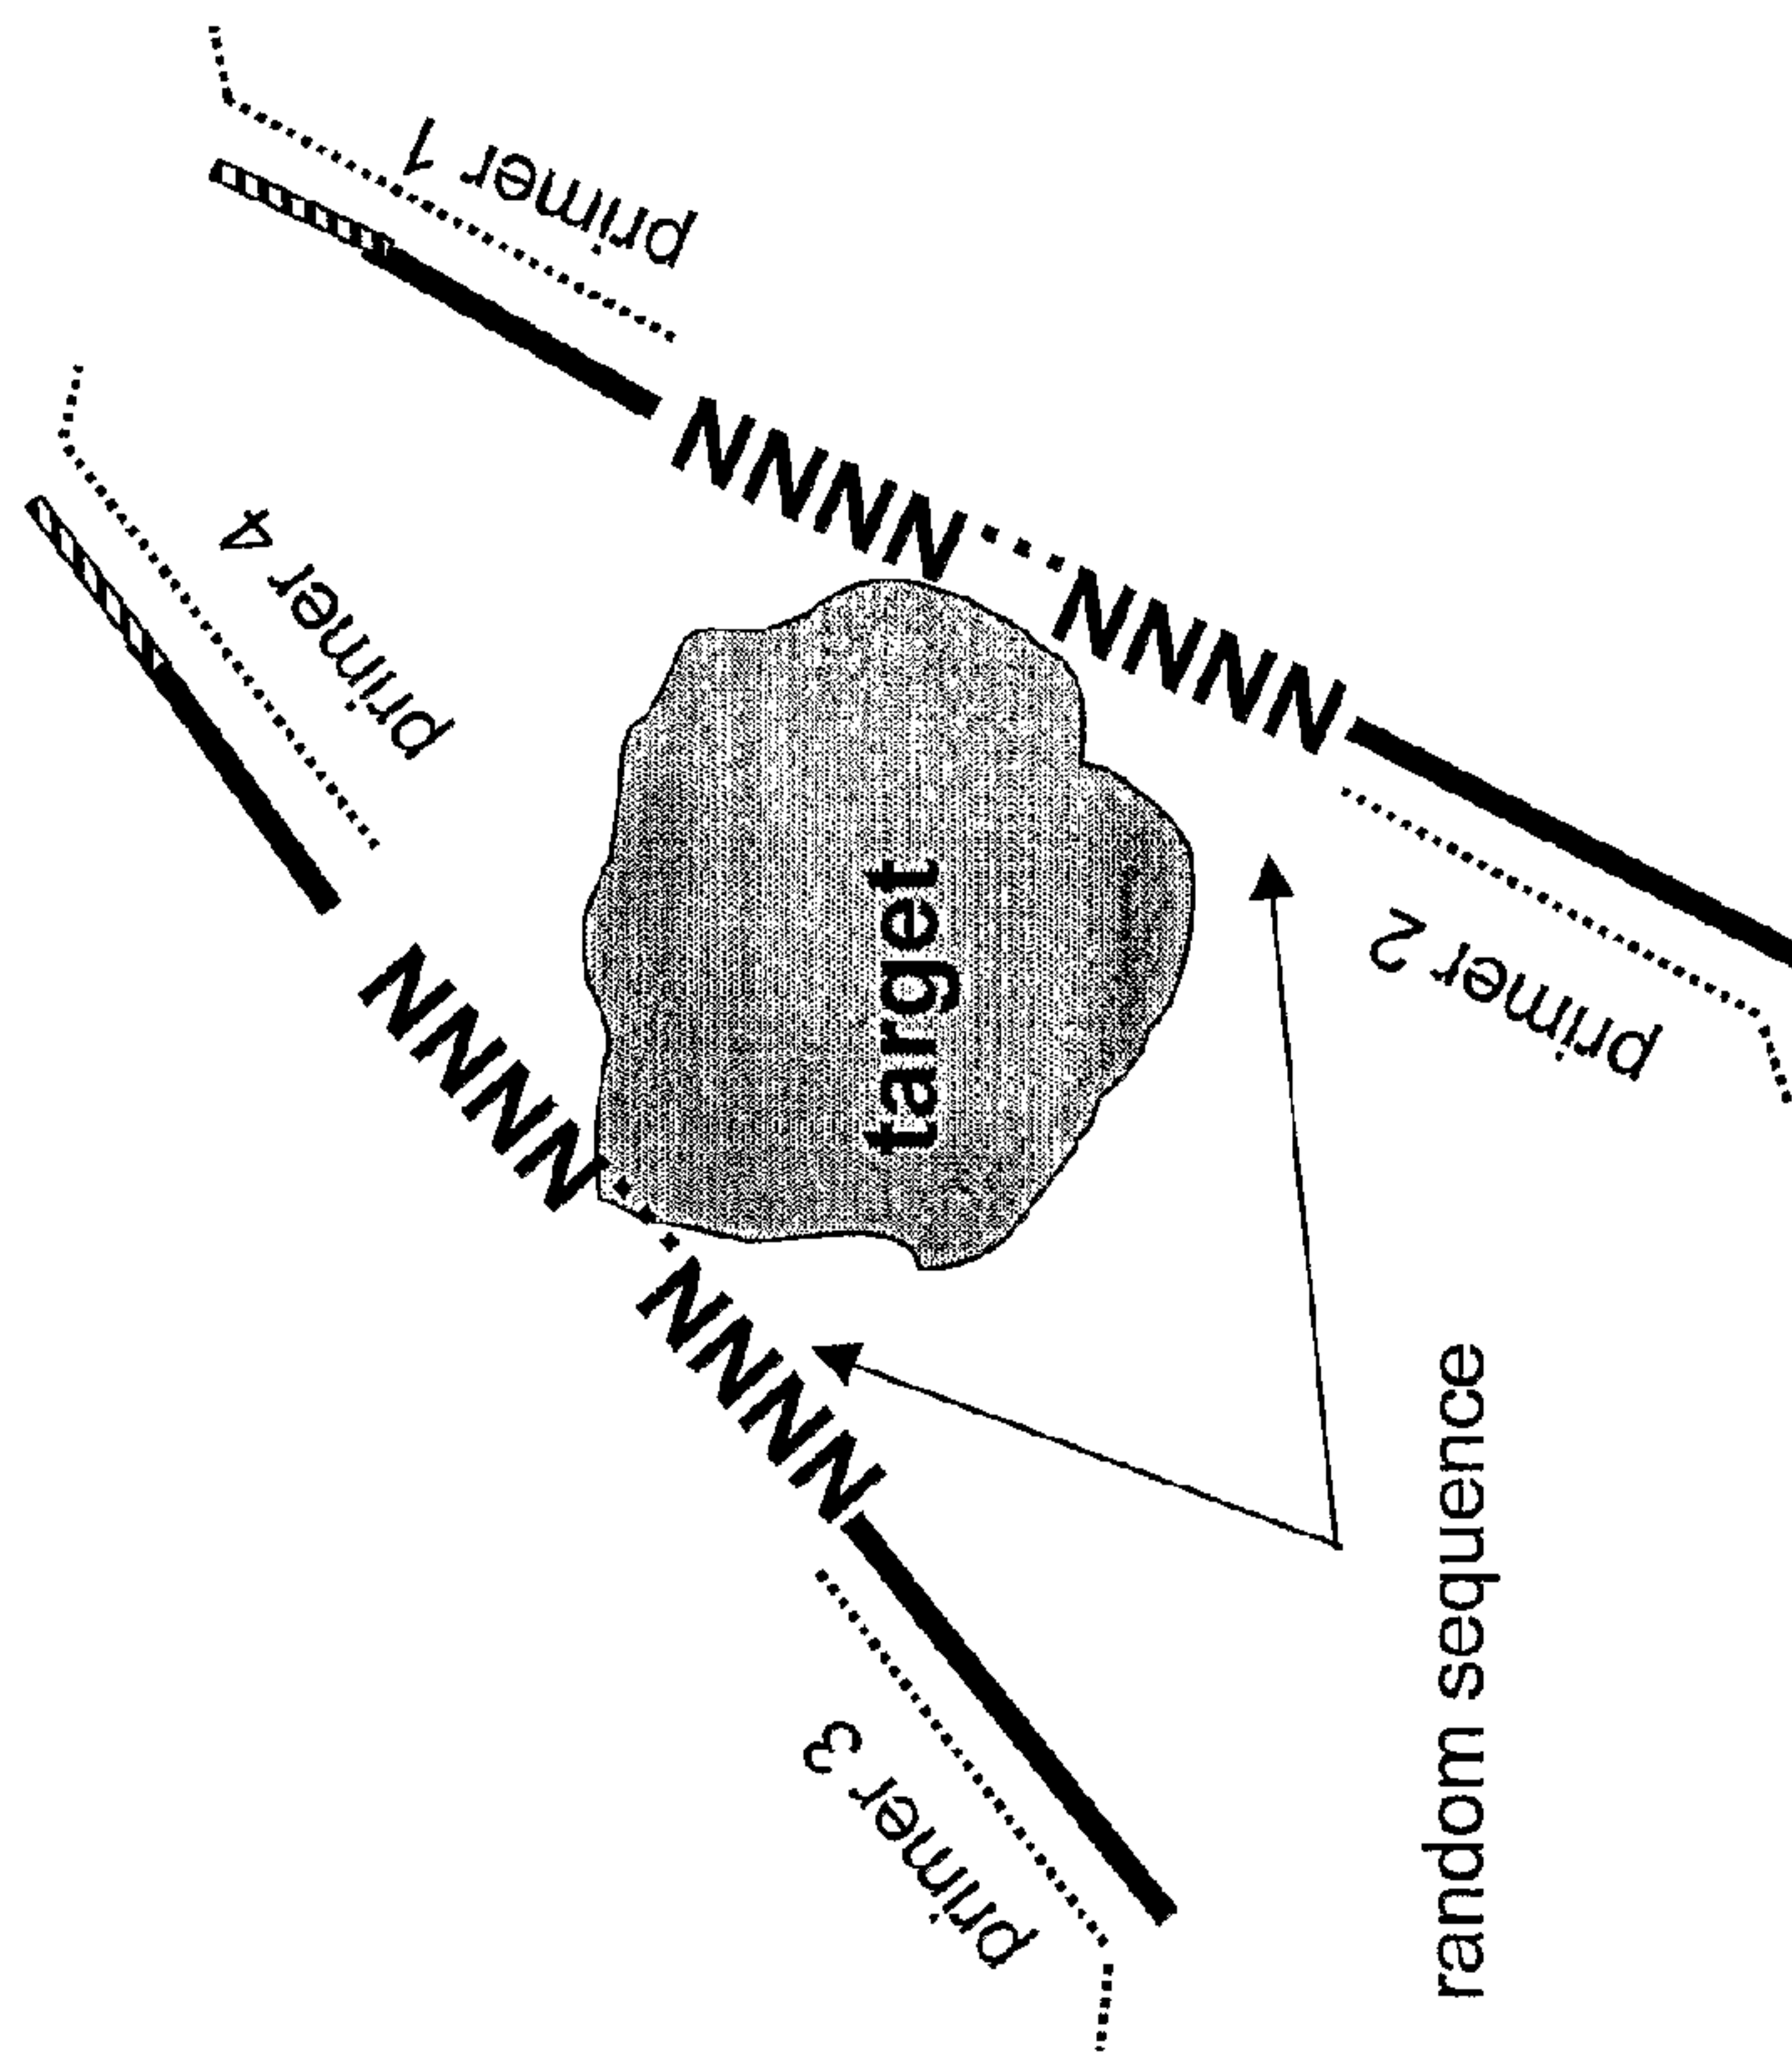 primer 4
primer 3
NNNN...NNNN
target
primer 1
NNNN...NNNN
primer 2
random sequence